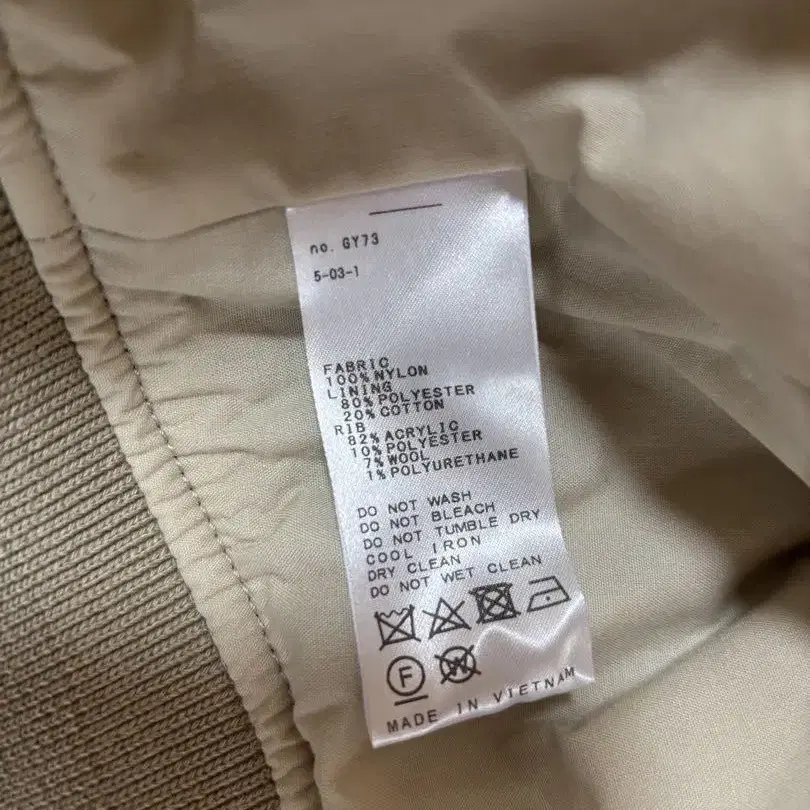 no. GY73
5-03-1
FABRIC
100% NYLON
LINING
80% POLYESTER
20% COTTON
RIB
82% ACRYLIC
10% POLYESTER
7% WOOL
1% POLYURETHANE
DO NOT WASH
DO NOT BLEACH
DO NOT TUMBLE DRY
COOL IRON
DRY CLEAN
DO NOT WET CLEAN
F W
MADE IN VIETNAM